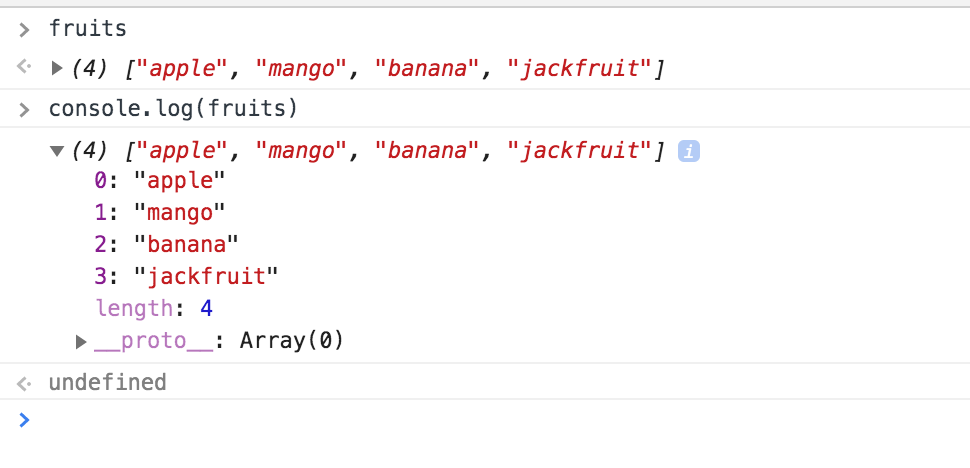 fruits
(4) ["apple", "mango", "banana", "jackfruit"]
console.log(fruits)
(4) ["apple", "mango", "banana", "jackfruit"] i
0: "apple"
1: "mango"
2: "banana"
3: "jackfruit"
length: 4
__proto__: Array(0)
undefined